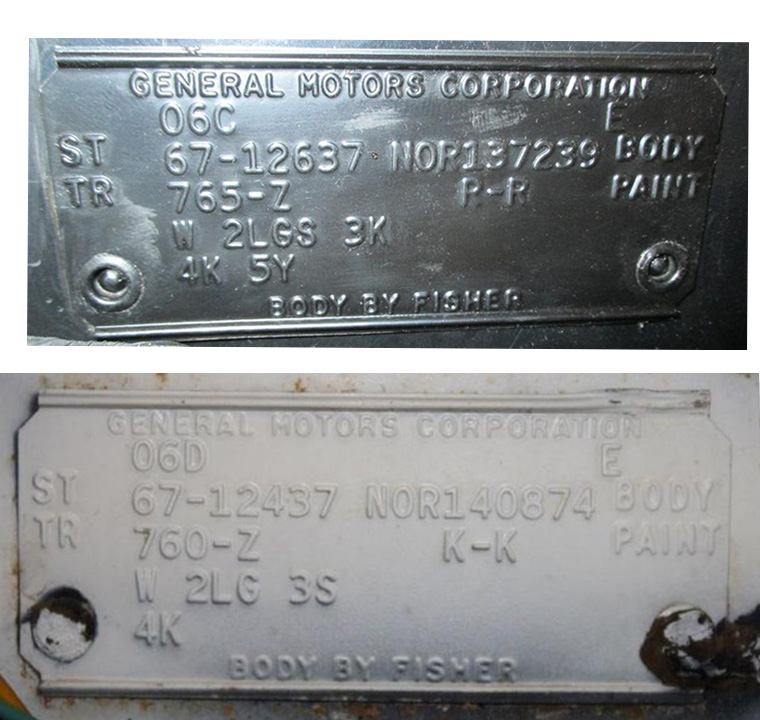 GENERAL MOTORS CORPORATION
06C E
ST 67-12637 NOR137239 BODY
TR 765-Z R-R PAINT
W 2LGS 3K
4K 5Y
BODY BY FISHER
GENERAL MOTORS CORPORATION
06D E
ST 67-12437 NOR140874 BODY
TR 760-Z K-K PAINT
W 2LG 3S
4K
BODY BY FISHER